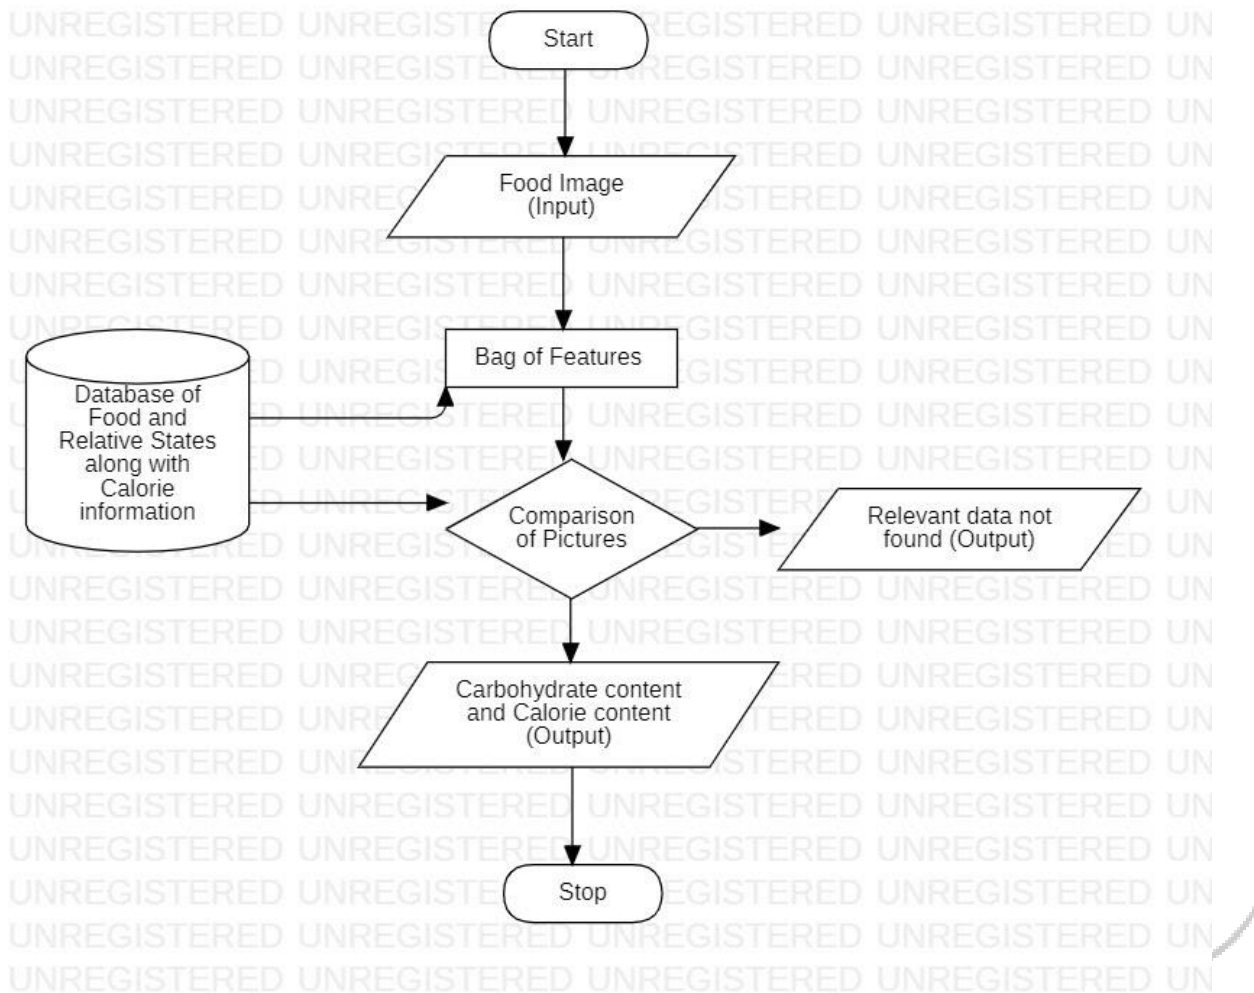 Start
Food Image
(Input)
Bag of Features
Database of
Food and
Relative States
along with
Calorie
information
Comparison
of Pictures
Relevant data not
found (Output)
Carbohydrate content
and Calorie content
(Output)
Stop
UNREGISTERED UNREGISTERED UNREGISTERED UNREGISTERED UN